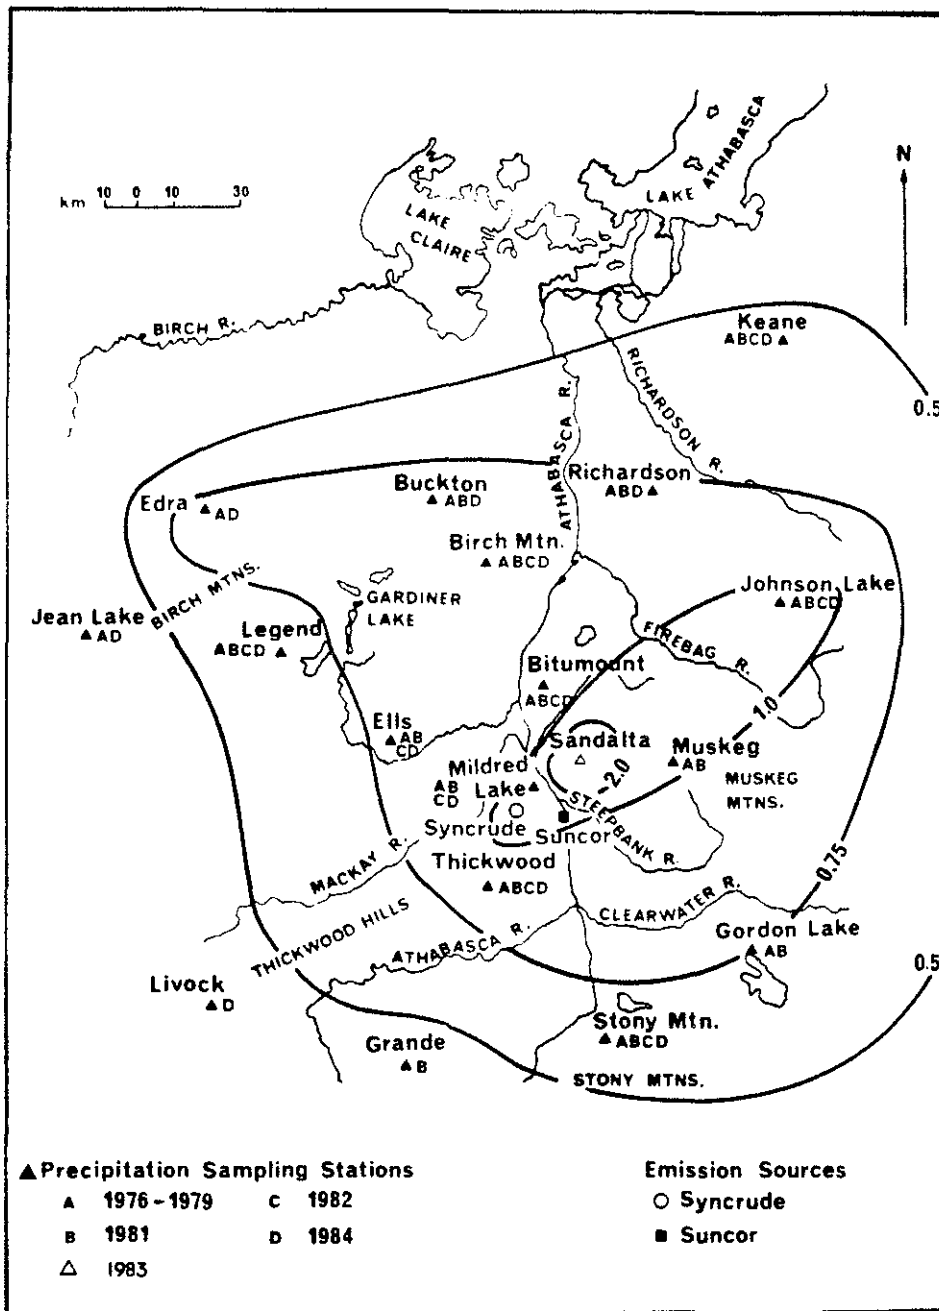 N
km 10 0 10 30
LAKE ATHABASCA
LAKE CLAIRE
BIRCH R.
Keane
ABCD
ATHABASCA R.
RICHARDSON R.
0.5
Edra
AD
Buckton
ABD
Richardson
ABD
Birch Mtn.
ABCD
BIRCH MTNS.
Jean Lake
AD
Legend
ABCD
GARDINER
LAKE
Johnson Lake
ABCD
FIREBAG R.
Bitumount
ABCD
1.0
Ells
AB
CD
Sandalta
Muskeg
AB
MUSKEG
MTNS.
Mildred
Lake
AB
CD
2.0
STEEPBANK R.
Syncrude
Suncor
MACKAY R.
Thickwood
ABCD
0.75
CLEARWATER R.
THICKWOOD HILLS
ATHABASCA R.
Gordon Lake
AB
0.5
Livock
D
Stony Mtn.
ABCD
Grande
B
STONY MTNS.
Precipitation Sampling Stations
A 1976-1979 C 1982
B 1981 D 1984
1983
Emission Sources
Syncrude
Suncor